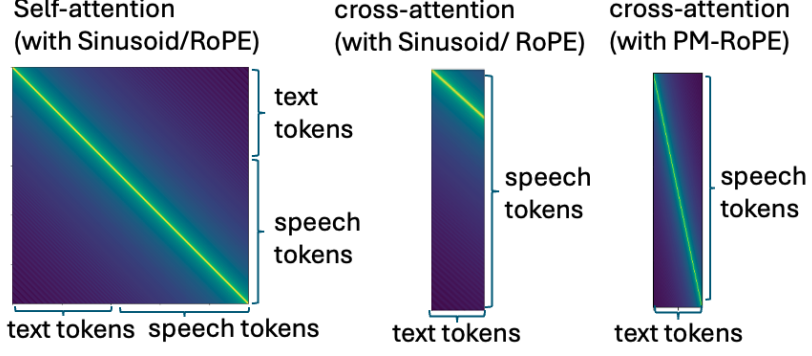 Self-attention
(with Sinusoid/RoPE)
text
tokens
speech
tokens
text tokens
speech tokens
cross-attention
(with Sinusoid/ RoPE)
speech
tokens
text tokens
cross-attention
(with PM-RoPE)
speech
tokens
text tokens